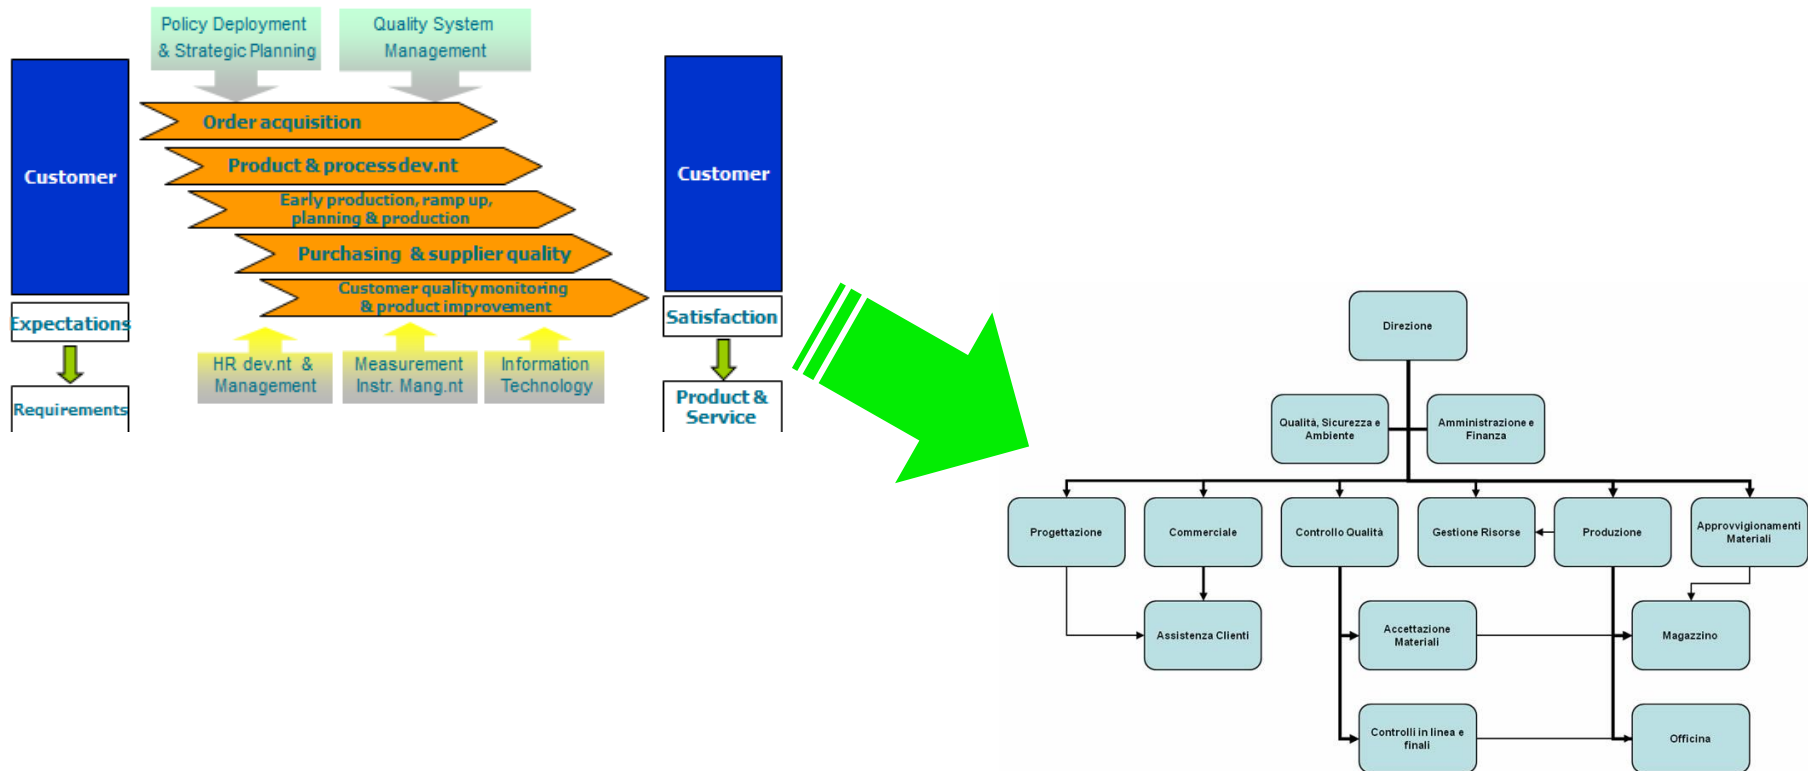 Policy Deployment
& Strategic Planning
Quality System
Management
Customer
Order acquisition
Product & process dev.nt
Early production, ramp up,
planning & production
Purchasing & supplier quality
Customer quality monitoring
& product improvement
Customer
Expectations
Requirements
HR dev.nt &
Management
Measurement
Instr. Mang.nt
Information
Technology
Satisfaction
Product &
Service
Direzione
Qualità, Sicurezza e
Ambiente
Amministrazione e
Finanza
Progettazione
Commerciale
Controllo Qualità
Gestione Risorse
Produzione
Approvvigionamenti
Materiali
Assistenza Clienti
Accettazione
Materiali
Magazzino
Controlli in linea e
finali
Officina